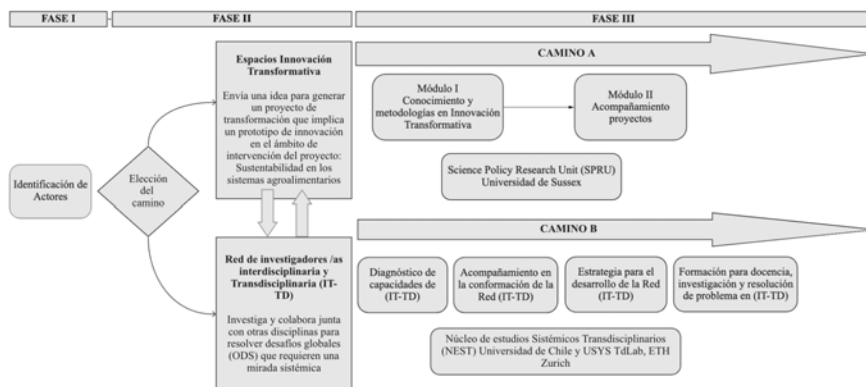 FASE I
FASE II
FASE III
Identificación de
Actores
Elección
del
camino
Espacios Innovación
Transformativa
Envía una idea para generar
un proyecto de
transformación que implica
un prototipo de innovación
en el ámbito de
intervención del proyecto:
Sustentabilidad en los
sistemas agroalimentarios
CAMINO A
Módulo I
Conocimiento y
metodologías en Innovación
Transformativa
Módulo II
Acompañamiento
proyectos
Science Policy Research Unit (SPRU)
Universidad de Sussex
Red de investigadores /as
interdisciplinaria y
Transdisciplinaria (IT-
TD)
Investiga y colabora junta
con otras disciplinas para
resolver desafíos globales
(ODS) que requieren una
mirada sistémica
CAMINO B
Diagnóstico de
capacidades de
(IT-TD)
Acompañamiento en
la conformación de la
Red (IT-TD)
Estrategia para el
desarrollo de la Red
(IT-TD)
Formación para docencia,
investigación y resolución
de problema en (IT-TD)
Núcleo de estudios Sistémicos Transdisciplinarios
(NEST) Universidad de Chile y USYS TdLab, ETH
Zurich